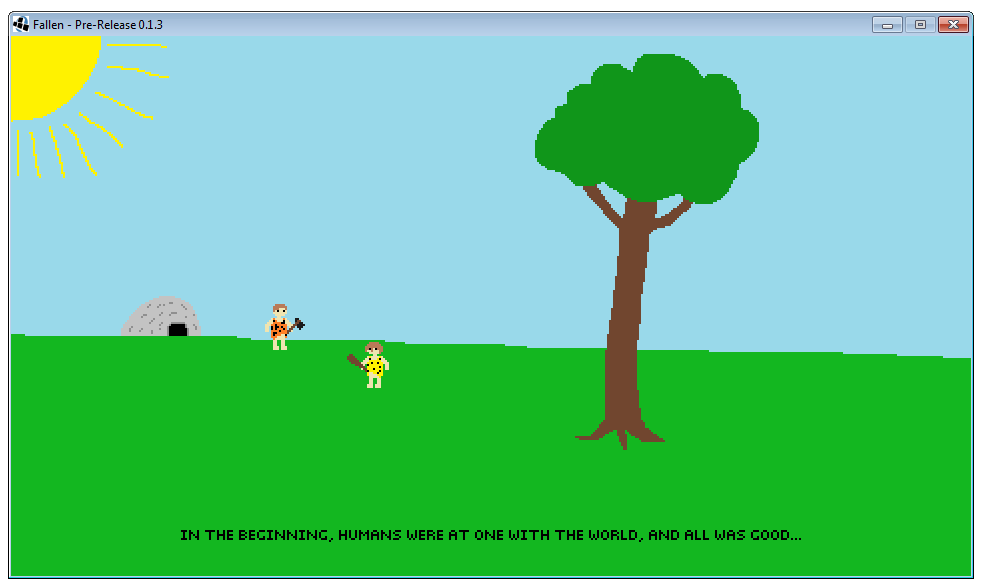 Fallen - Pre-Release 0.1.3
IN THE BEGINNING, HUMANS WERE AT ONE WITH THE WORLD, AND ALL WAS GOOD...